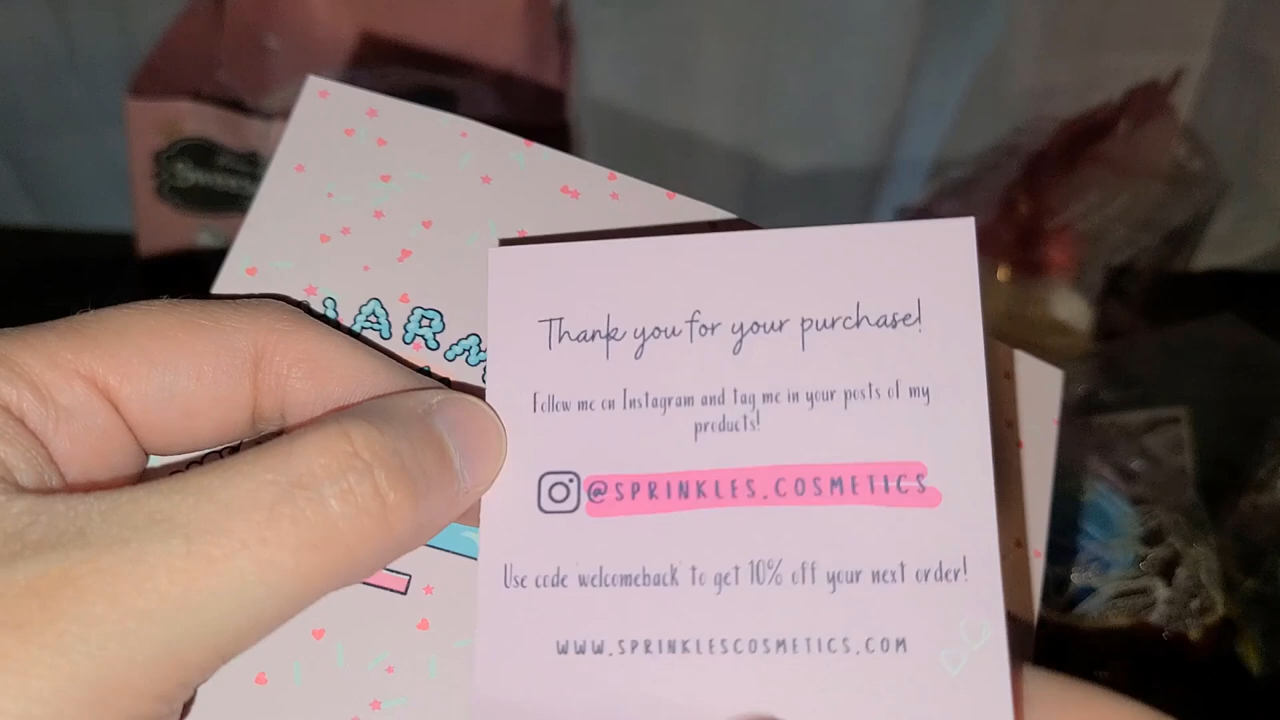 Thank you for your purchase!
Follow me on Instagram and tag me in your posts of my
products!
@SPRINKLES.COSMETICS
Use code 'welcomeback' to get 10% off your next order!
WWW.SPRINKLESCOSMETICS.COM